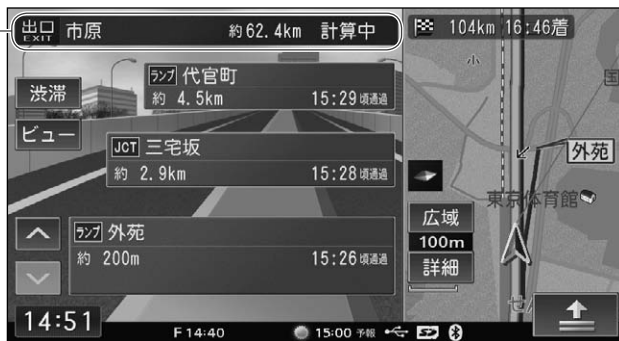 出口 EXIT 市原 約62.4km 計算中
104km 16:46着
渋滞
ランプ 代官町
約 4.5km 15:29頃通過
ビュー
JCT 三宅坂
約 2.9km 15:28頃通過
外苑
東京体育館
ランプ 外苑
約 200m 15:26頃通過
広域
100m
詳細
14:51
F 14:40
15:00 予報